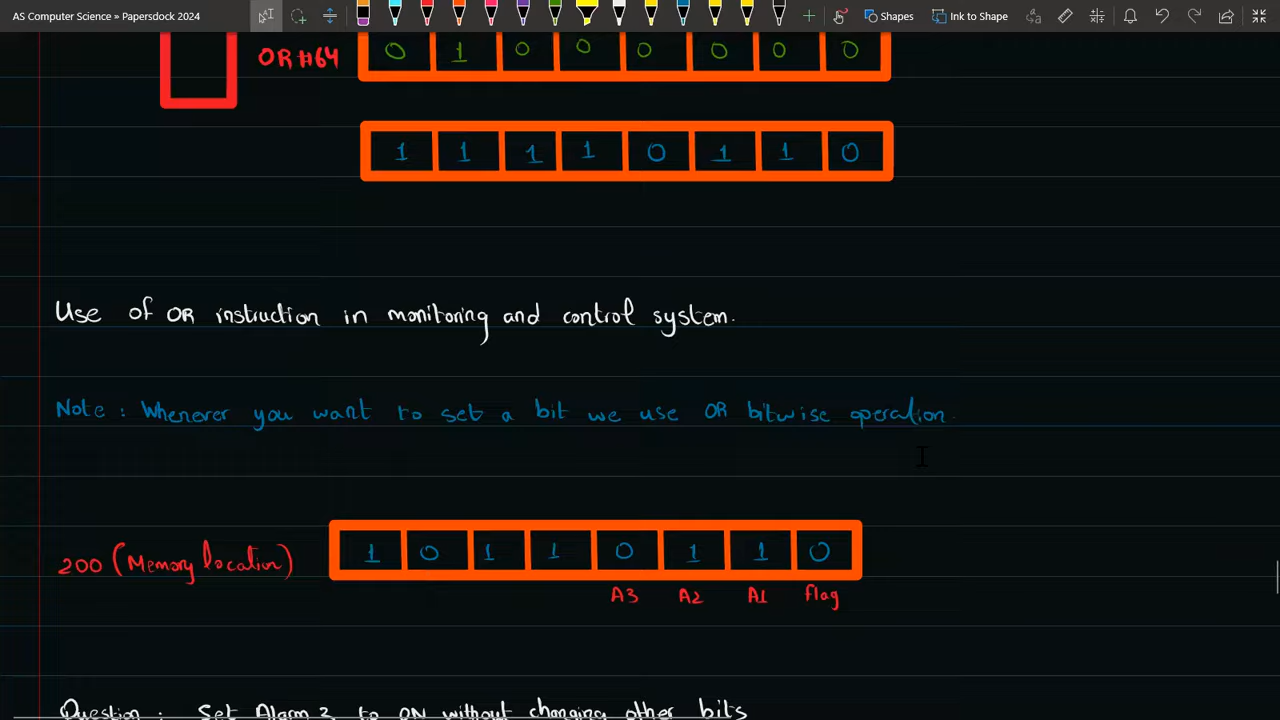 AS Computer Science » Papersdock 2024
Shapes
Ink to Shape
OR #64
0 1 0 0 0 0 0 0
1 1 1 1 0 1 1 0
Use of OR instruction in monitoring and control system.
Note : Whenever you want to set a bit we use OR bitwise operation.
200 (Memory location)
1 0 1 1 0 1 1 0
A3 A2 A1 flag
Question : Set Alarm 3 to ON without changing other bits